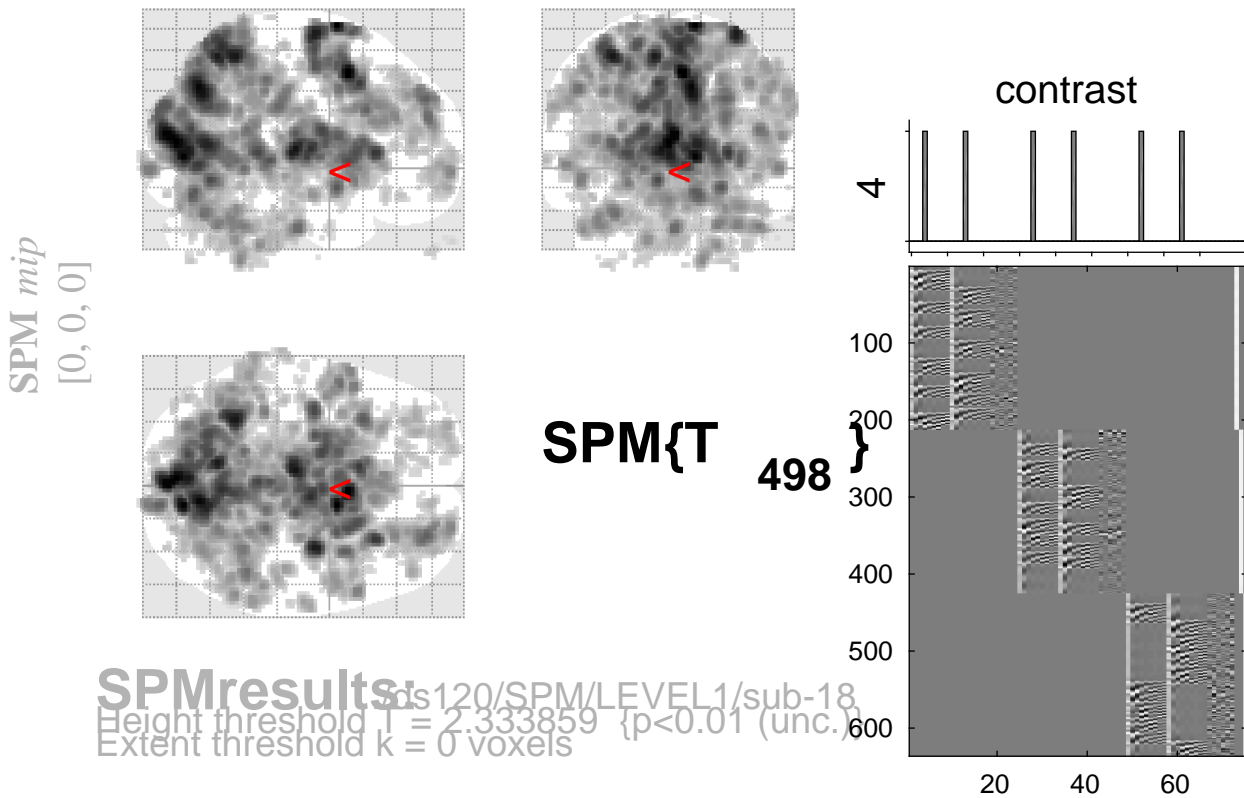 SPM mip
[0, 0, 0]
<
<
<
SPM{T498}
contrast
4
100
200
300
400
500
600
20 40 60
SPMresults: /ds120/SPM/LEVEL1/sub-18
Height threshold T = 2.333859 {p<0.01 (unc.)}
Extent threshold k = 0 voxels